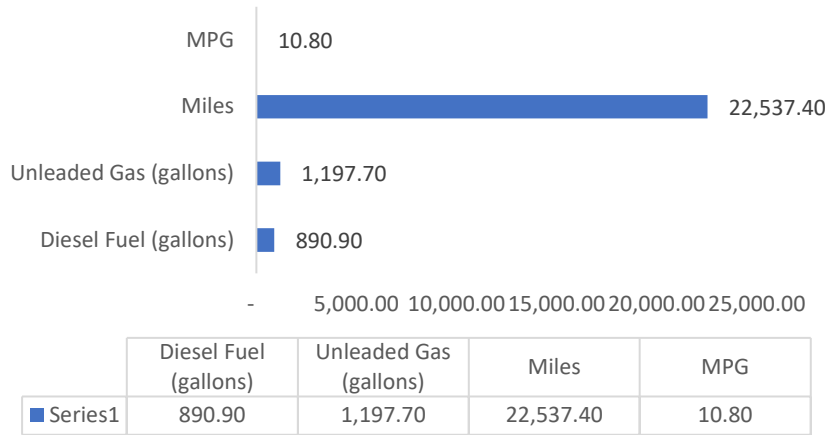 MPG 10.80
Miles 22,537.40
Unleaded Gas (gallons) 1,197.70
Diesel Fuel (gallons) 890.90
- 5,000.00 10,000.00 15,000.00 20,000.00 25,000.00
Diesel Fuel Unleaded Gas
(gallons) (gallons) Miles MPG
Series1 890.90 1,197.70 22,537.40 10.80